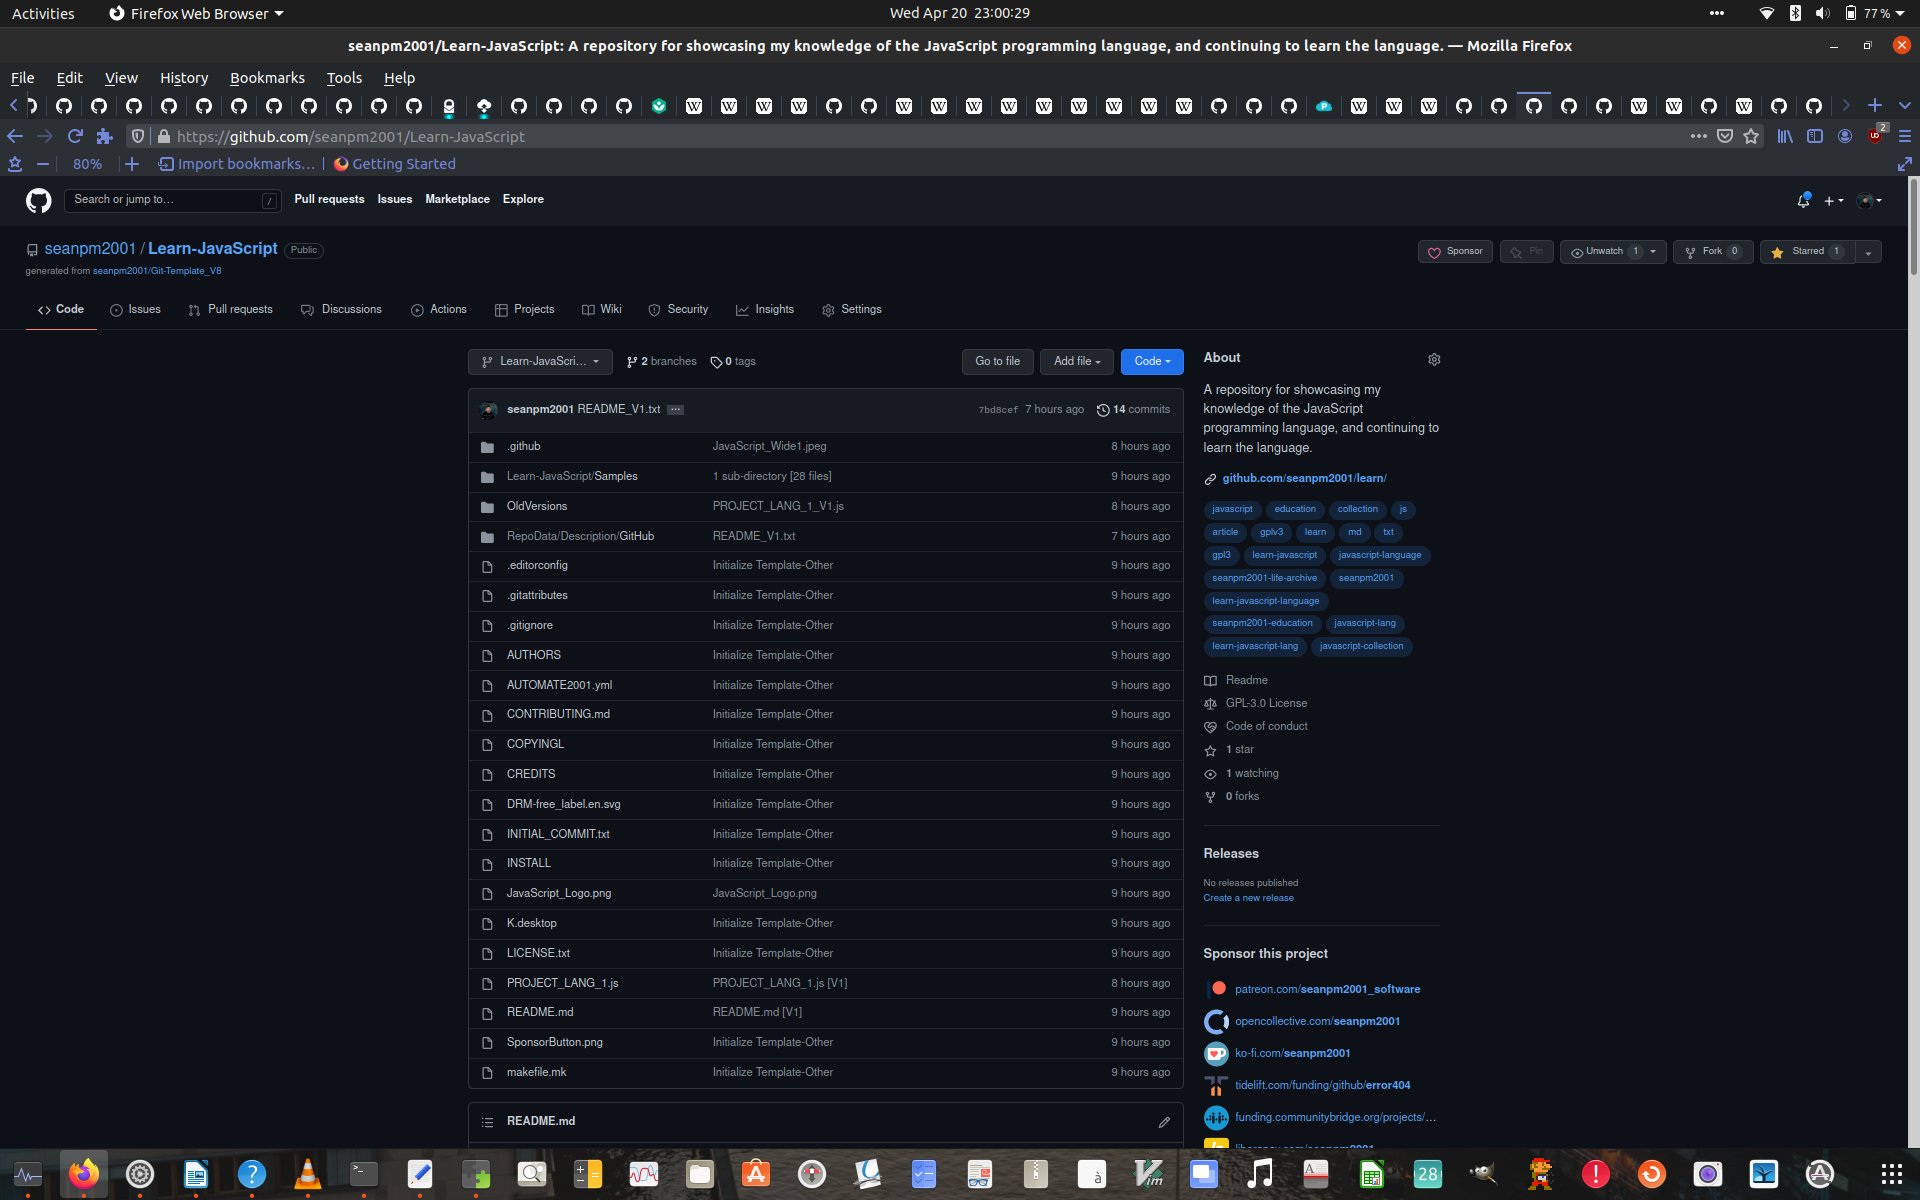 Activities
Firefox Web Browser
Wed Apr 20 23:00:29
77 %
seanpm2001/Learn-JavaScript: A repository for showcasing my knowledge of the JavaScript programming language, and continuing to learn the language. — Mozilla Firefox
File Edit View History Bookmarks Tools Help
https://github.com/seanpm2001/Learn-JavaScript
2
80%
Import bookmarks…
Getting Started
Search or jump to…
/
Pull requests Issues Marketplace Explore
seanpm2001 / Learn-JavaScript Public
generated from seanpm2001/Git-Template_V8
Sponsor
Pin
Unwatch 1
Fork 0
Starred 1
Code
Issues
Pull requests
Discussions
Actions
Projects
Wiki
Security
Insights
Settings
Learn-JavaScri…
2 branches
0 tags
Go to file
Add file
Code
seanpm2001 README_V1.txt …
7bd8cef 7 hours ago
14 commits
.github JavaScript_Wide1.jpeg 8 hours ago
Learn-JavaScript/Samples 1 sub-directory [28 files] 9 hours ago
OldVersions PROJECT_LANG_1_V1.js 8 hours ago
RepoData/Description/GitHub README_V1.txt 7 hours ago
.editorconfig Initialize Template-Other 9 hours ago
.gitattributes Initialize Template-Other 9 hours ago
.gitignore Initialize Template-Other 9 hours ago
AUTHORS Initialize Template-Other 9 hours ago
AUTOMATE2001.yml Initialize Template-Other 9 hours ago
CONTRIBUTING.md Initialize Template-Other 9 hours ago
COPYINGL Initialize Template-Other 9 hours ago
CREDITS Initialize Template-Other 9 hours ago
DRM-free_label.en.svg Initialize Template-Other 9 hours ago
INITIAL_COMMIT.txt Initialize Template-Other 9 hours ago
INSTALL Initialize Template-Other 9 hours ago
JavaScript_Logo.png JavaScript_Logo.png 9 hours ago
K.desktop Initialize Template-Other 9 hours ago
LICENSE.txt Initialize Template-Other 9 hours ago
PROJECT_LANG_1.js PROJECT_LANG_1.js [V1] 8 hours ago
README.md README.md [V1] 9 hours ago
SponsorButton.png Initialize Template-Other 9 hours ago
makefile.mk Initialize Template-Other 9 hours ago
README.md
About
A repository for showcasing my
knowledge of the JavaScript
programming language, and continuing to
learn the language.
github.com/seanpm2001/learn/
javascript education collection js
article gplv3 learn md txt
gpl3 learn-javascript javascript-language
seanpm2001-life-archive seanpm2001
learn-javascript-language
seanpm2001-education javascript-lang
learn-javascript-lang javascript-collection
Readme
GPL-3.0 License
Code of conduct
1 star
1 watching
0 forks
Releases
No releases published
Create a new release
Sponsor this project
patreon.com/seanpm2001_software
opencollective.com/seanpm2001
ko-fi.com/seanpm2001
tidelift.com/funding/github/error404
funding.communitybridge.org/projects/…
28